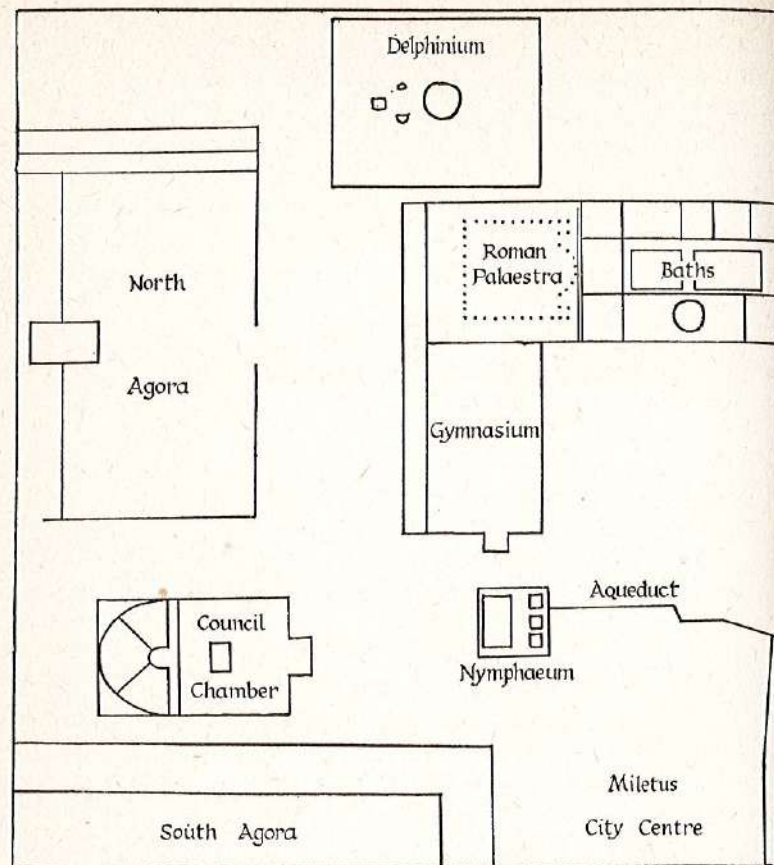 Delphinium
Roman
Palaestra
Baths
North
Agora
Gymnasium
Aqueduct
Council
Chamber
Nymphaeum
Miletus
City Centre
South Agora